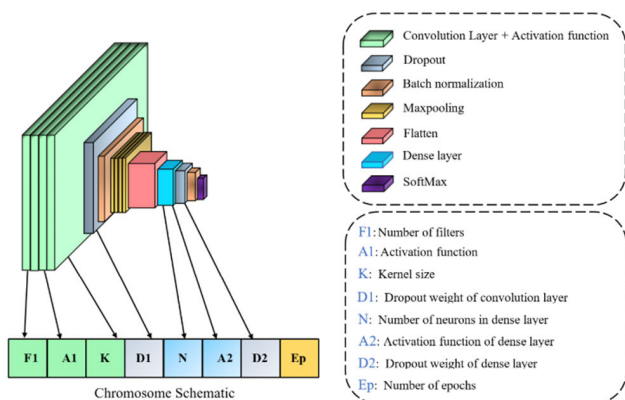 Convolution Layer + Activation function
Dropout
Batch normalization
Maxpooling
Flatten
Dense layer
SoftMax
F1: Number of filters
A1: Activation function
K: Kernel size
D1: Dropout weight of convolution layer
N: Number of neurons in dense layer
A2: Activation function of dense layer
D2: Dropout weight of dense layer
Ep: Number of epochs
F1 A1 K D1 N A2 D2 Ep
Chromosome Schematic